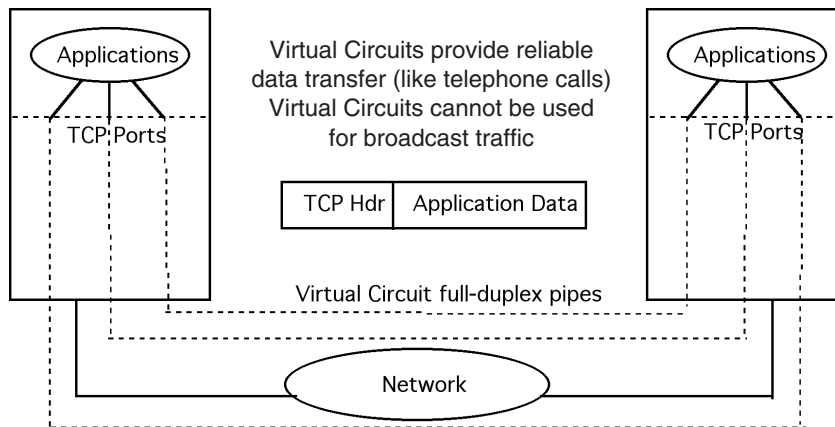 Applications
Virtual Circuits provide reliable
data transfer (like telephone calls)
Virtual Circuits cannot be used
for broadcast traffic
Applications
TCP Ports
TCP Ports
TCP Hdr
Application Data
Virtual Circuit full-duplex pipes
Network